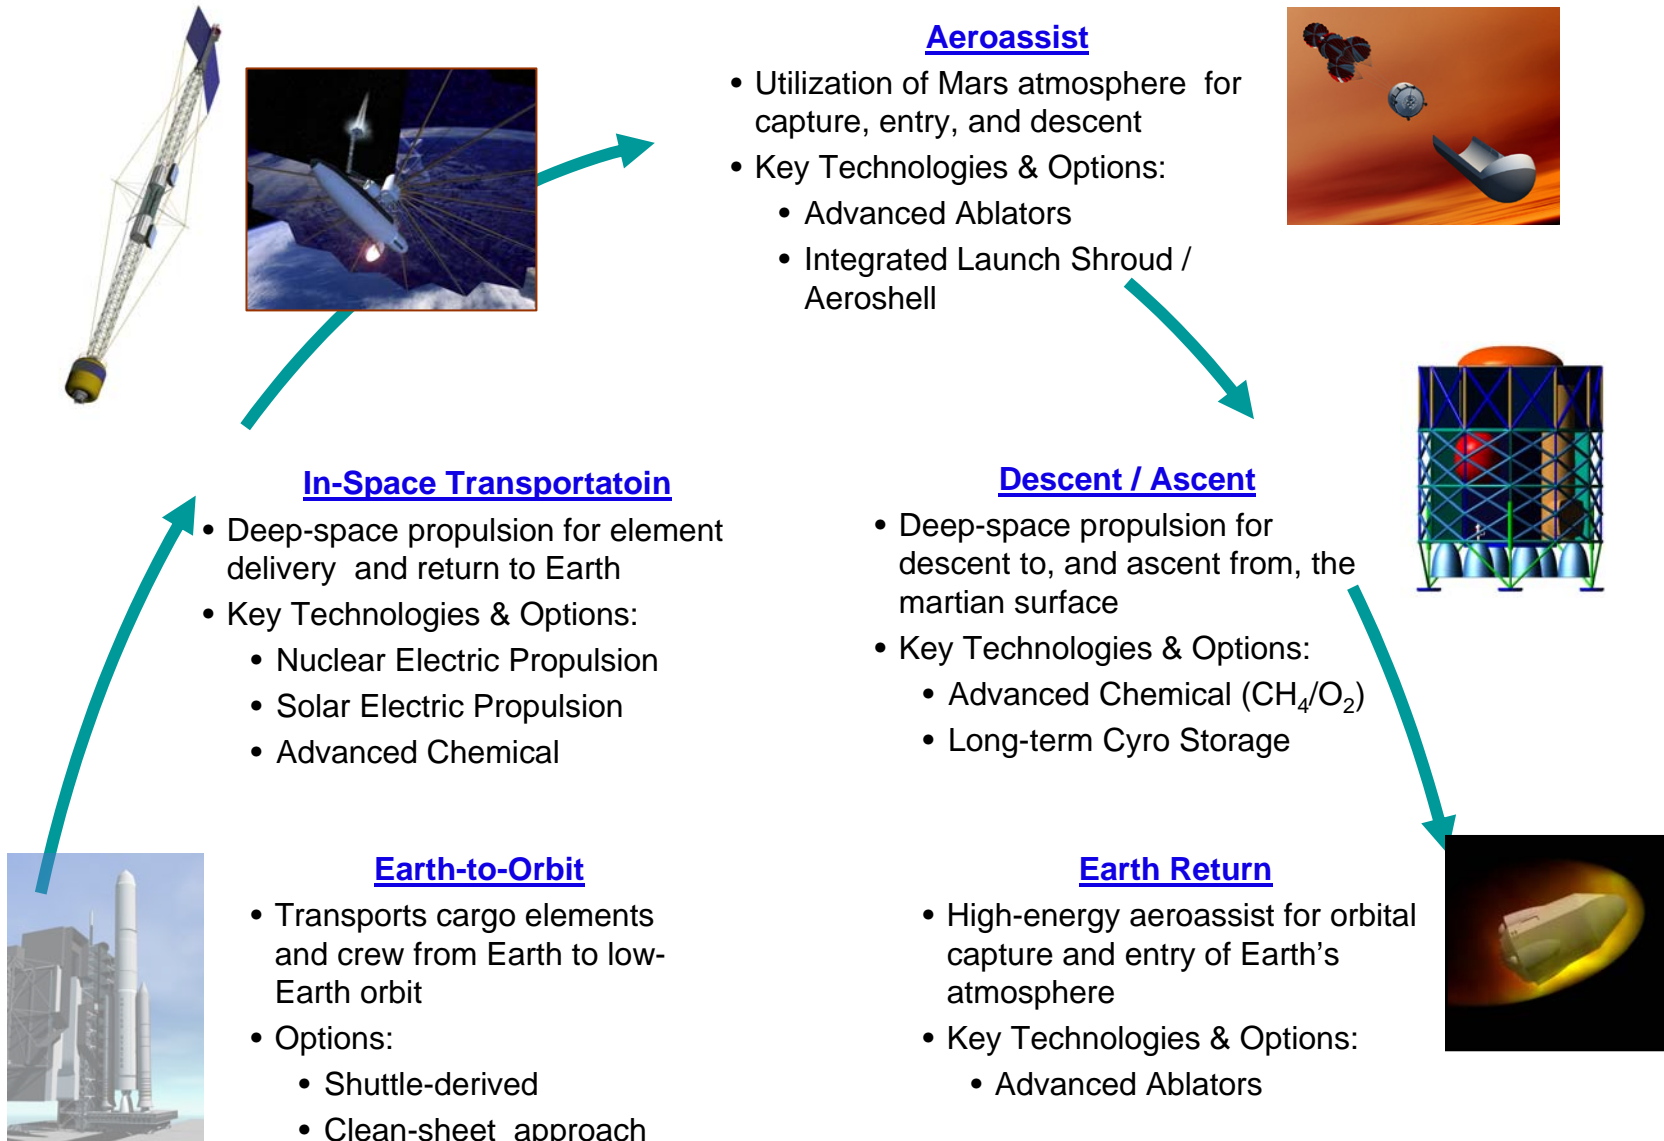 Aeroassist
• Utilization of Mars atmosphere for
capture, entry, and descent
• Key Technologies & Options:
• Advanced Ablators
• Integrated Launch Shroud /
Aeroshell
In-Space Transportatoin
• Deep-space propulsion for element
delivery and return to Earth
• Key Technologies & Options:
• Nuclear Electric Propulsion
• Solar Electric Propulsion
• Advanced Chemical
Descent / Ascent
• Deep-space propulsion for
descent to, and ascent from, the
martian surface
• Key Technologies & Options:
• Advanced Chemical (CH₄/O₂)
• Long-term Cyro Storage
Earth-to-Orbit
• Transports cargo elements
and crew from Earth to low-
Earth orbit
• Options:
• Shuttle-derived
• Clean-sheet approach
Earth Return
• High-energy aeroassist for orbital
capture and entry of Earth’s
atmosphere
• Key Technologies & Options:
• Advanced Ablators